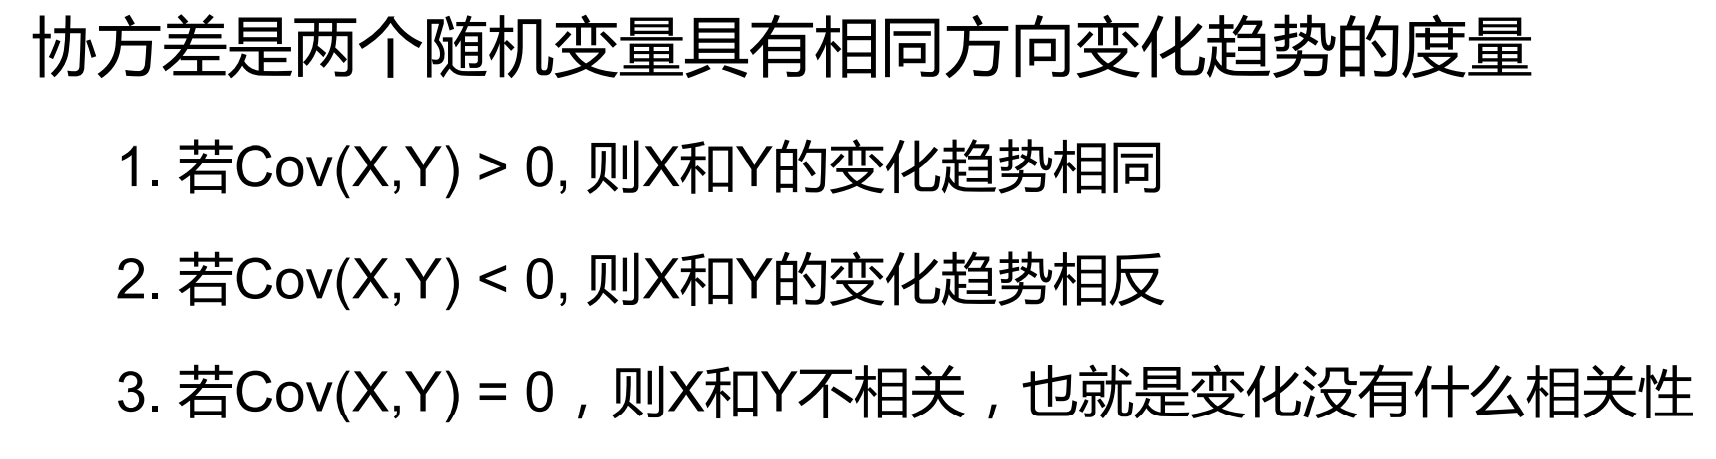 协方差是两个随机变量具有相同方向变化趋势的度量
1. 若Cov(X,Y) > 0, 则X和Y的变化趋势相同
2. 若Cov(X,Y) < 0, 则X和Y的变化趋势相反
3. 若Cov(X,Y) = 0，则X和Y不相关，也就是变化没有什么相关性